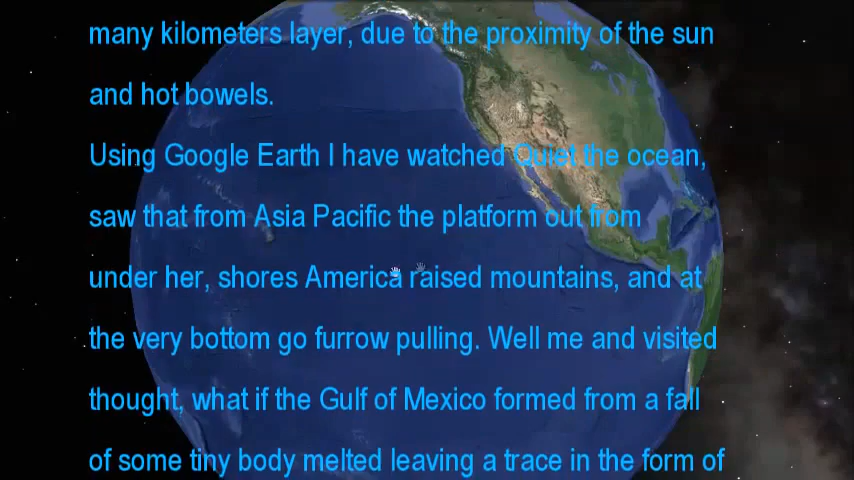 many kilometers layer, due to the proximity of the sun
and hot bowels.
Using Google Earth I have watched Quiet the ocean,
saw that from Asia Pacific the platform out from
under her, shores America raised mountains, and at
the very bottom go furrow pulling. Well me and visited
thought, what if the Gulf of Mexico formed from a fall
of some tiny body melted leaving a trace in the form of